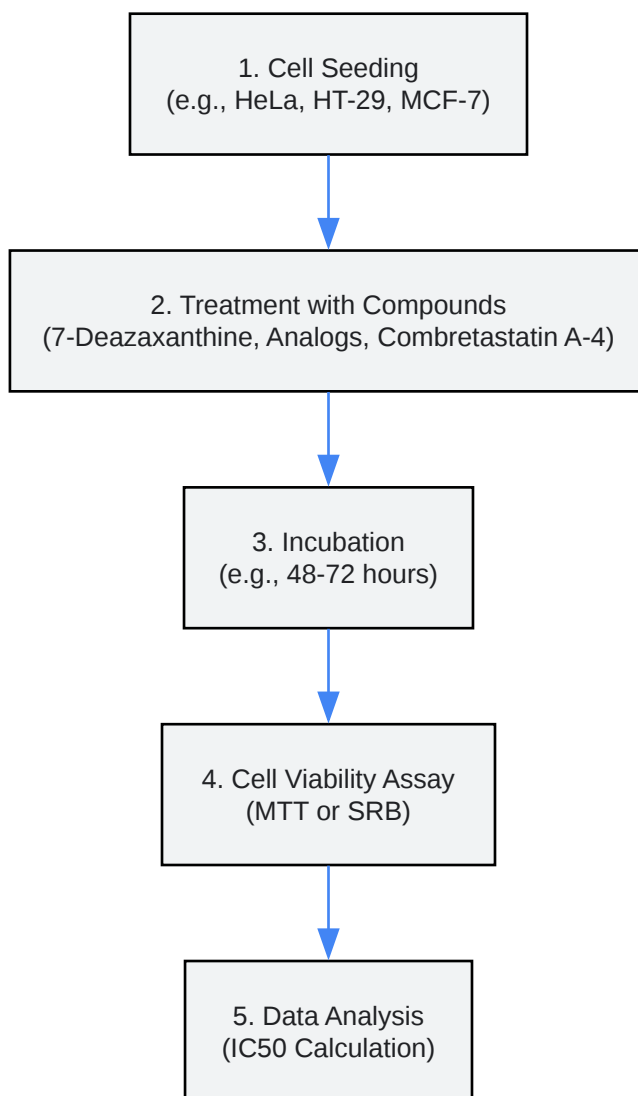 1. Cell Seeding
(e.g., HeLa, HT-29, MCF-7)
2. Treatment with Compounds
(7-Deazaxanthine, Analogs, Combretastatin A-4)
3. Incubation
(e.g., 48-72 hours)
4. Cell Viability Assay
(MTT or SRB)
5. Data Analysis
(IC50 Calculation)